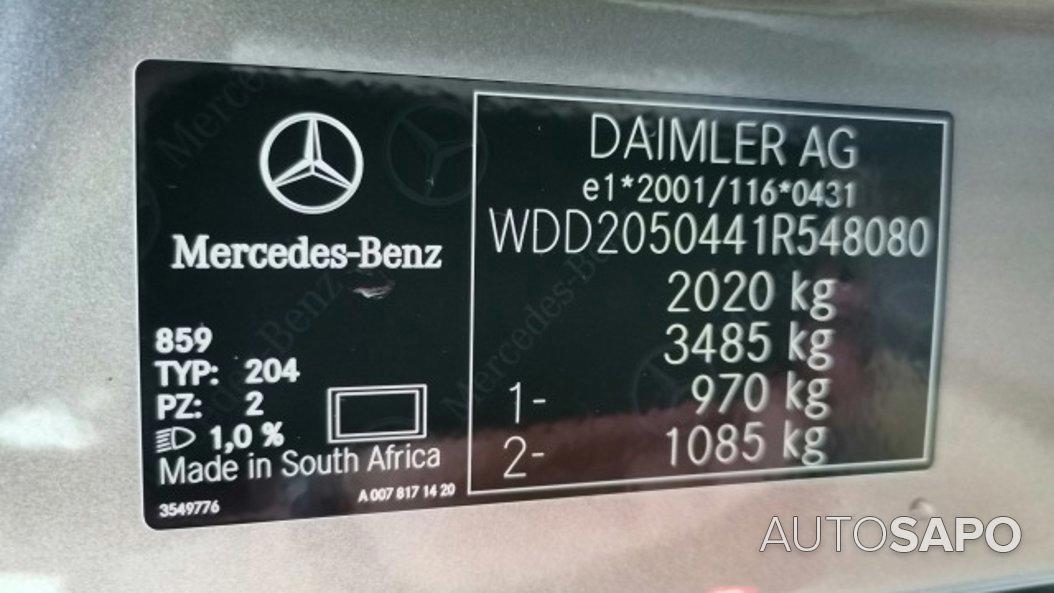 Mercedes-Benz
859
TYP: 204
PZ: 2
1,0 %
Made in South Africa
3549776
A 007 817 14 20
DAIMLER AG
e1*2001/116*0431
WDD2050441R548080
2020 kg
3485 kg
1- 970 kg
2- 1085 kg
AUTOSAPO